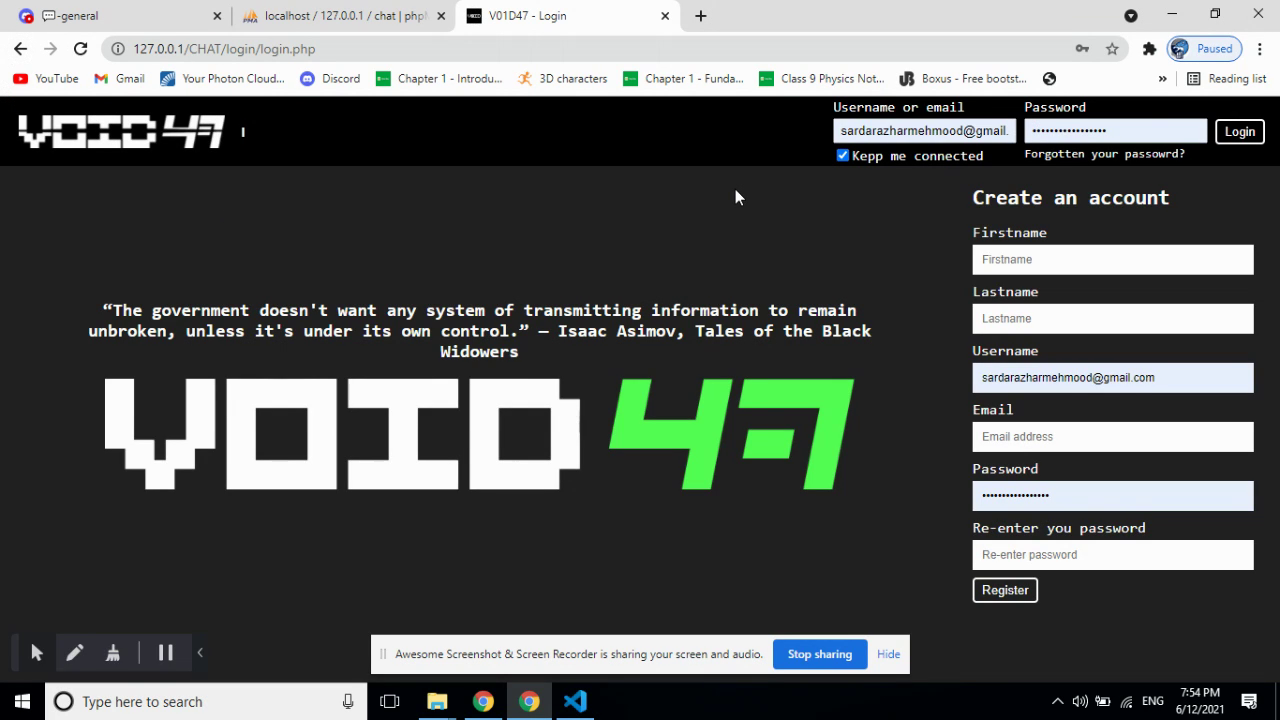 -general
localhost / 127.0.0.1 / chat | php
V01D47 - Login
127.0.0.1/CHAT/login/login.php
Paused
YouTube
Gmail
Your Photon Cloud...
Discord
Chapter 1 - Introdu...
3D characters
Chapter 1 - Funda...
Class 9 Physics Not...
Boxus - Free bootst...
»
Reading list
VOID 47
Username or email
Password
sardarazharmehmood@gmail.
•••••••••••••••••
Login
Kepp me connected
Forgotten your passowrd?
Create an account
Firstname
Firstname
Lastname
Lastname
Username
sardarazharmehmood@gmail.com
Email
Email address
Password
•••••••••••••••••
Re-enter you password
Re-enter password
Register
“The government doesn't want any system of transmitting information to remain
unbroken, unless it's under its own control.” — Isaac Asimov, Tales of the Black
Widowers
VOID 47
Awesome Screenshot & Screen Recorder is sharing your screen and audio.
Stop sharing
Hide
Type here to search
ENG
7:54 PM
6/12/2021